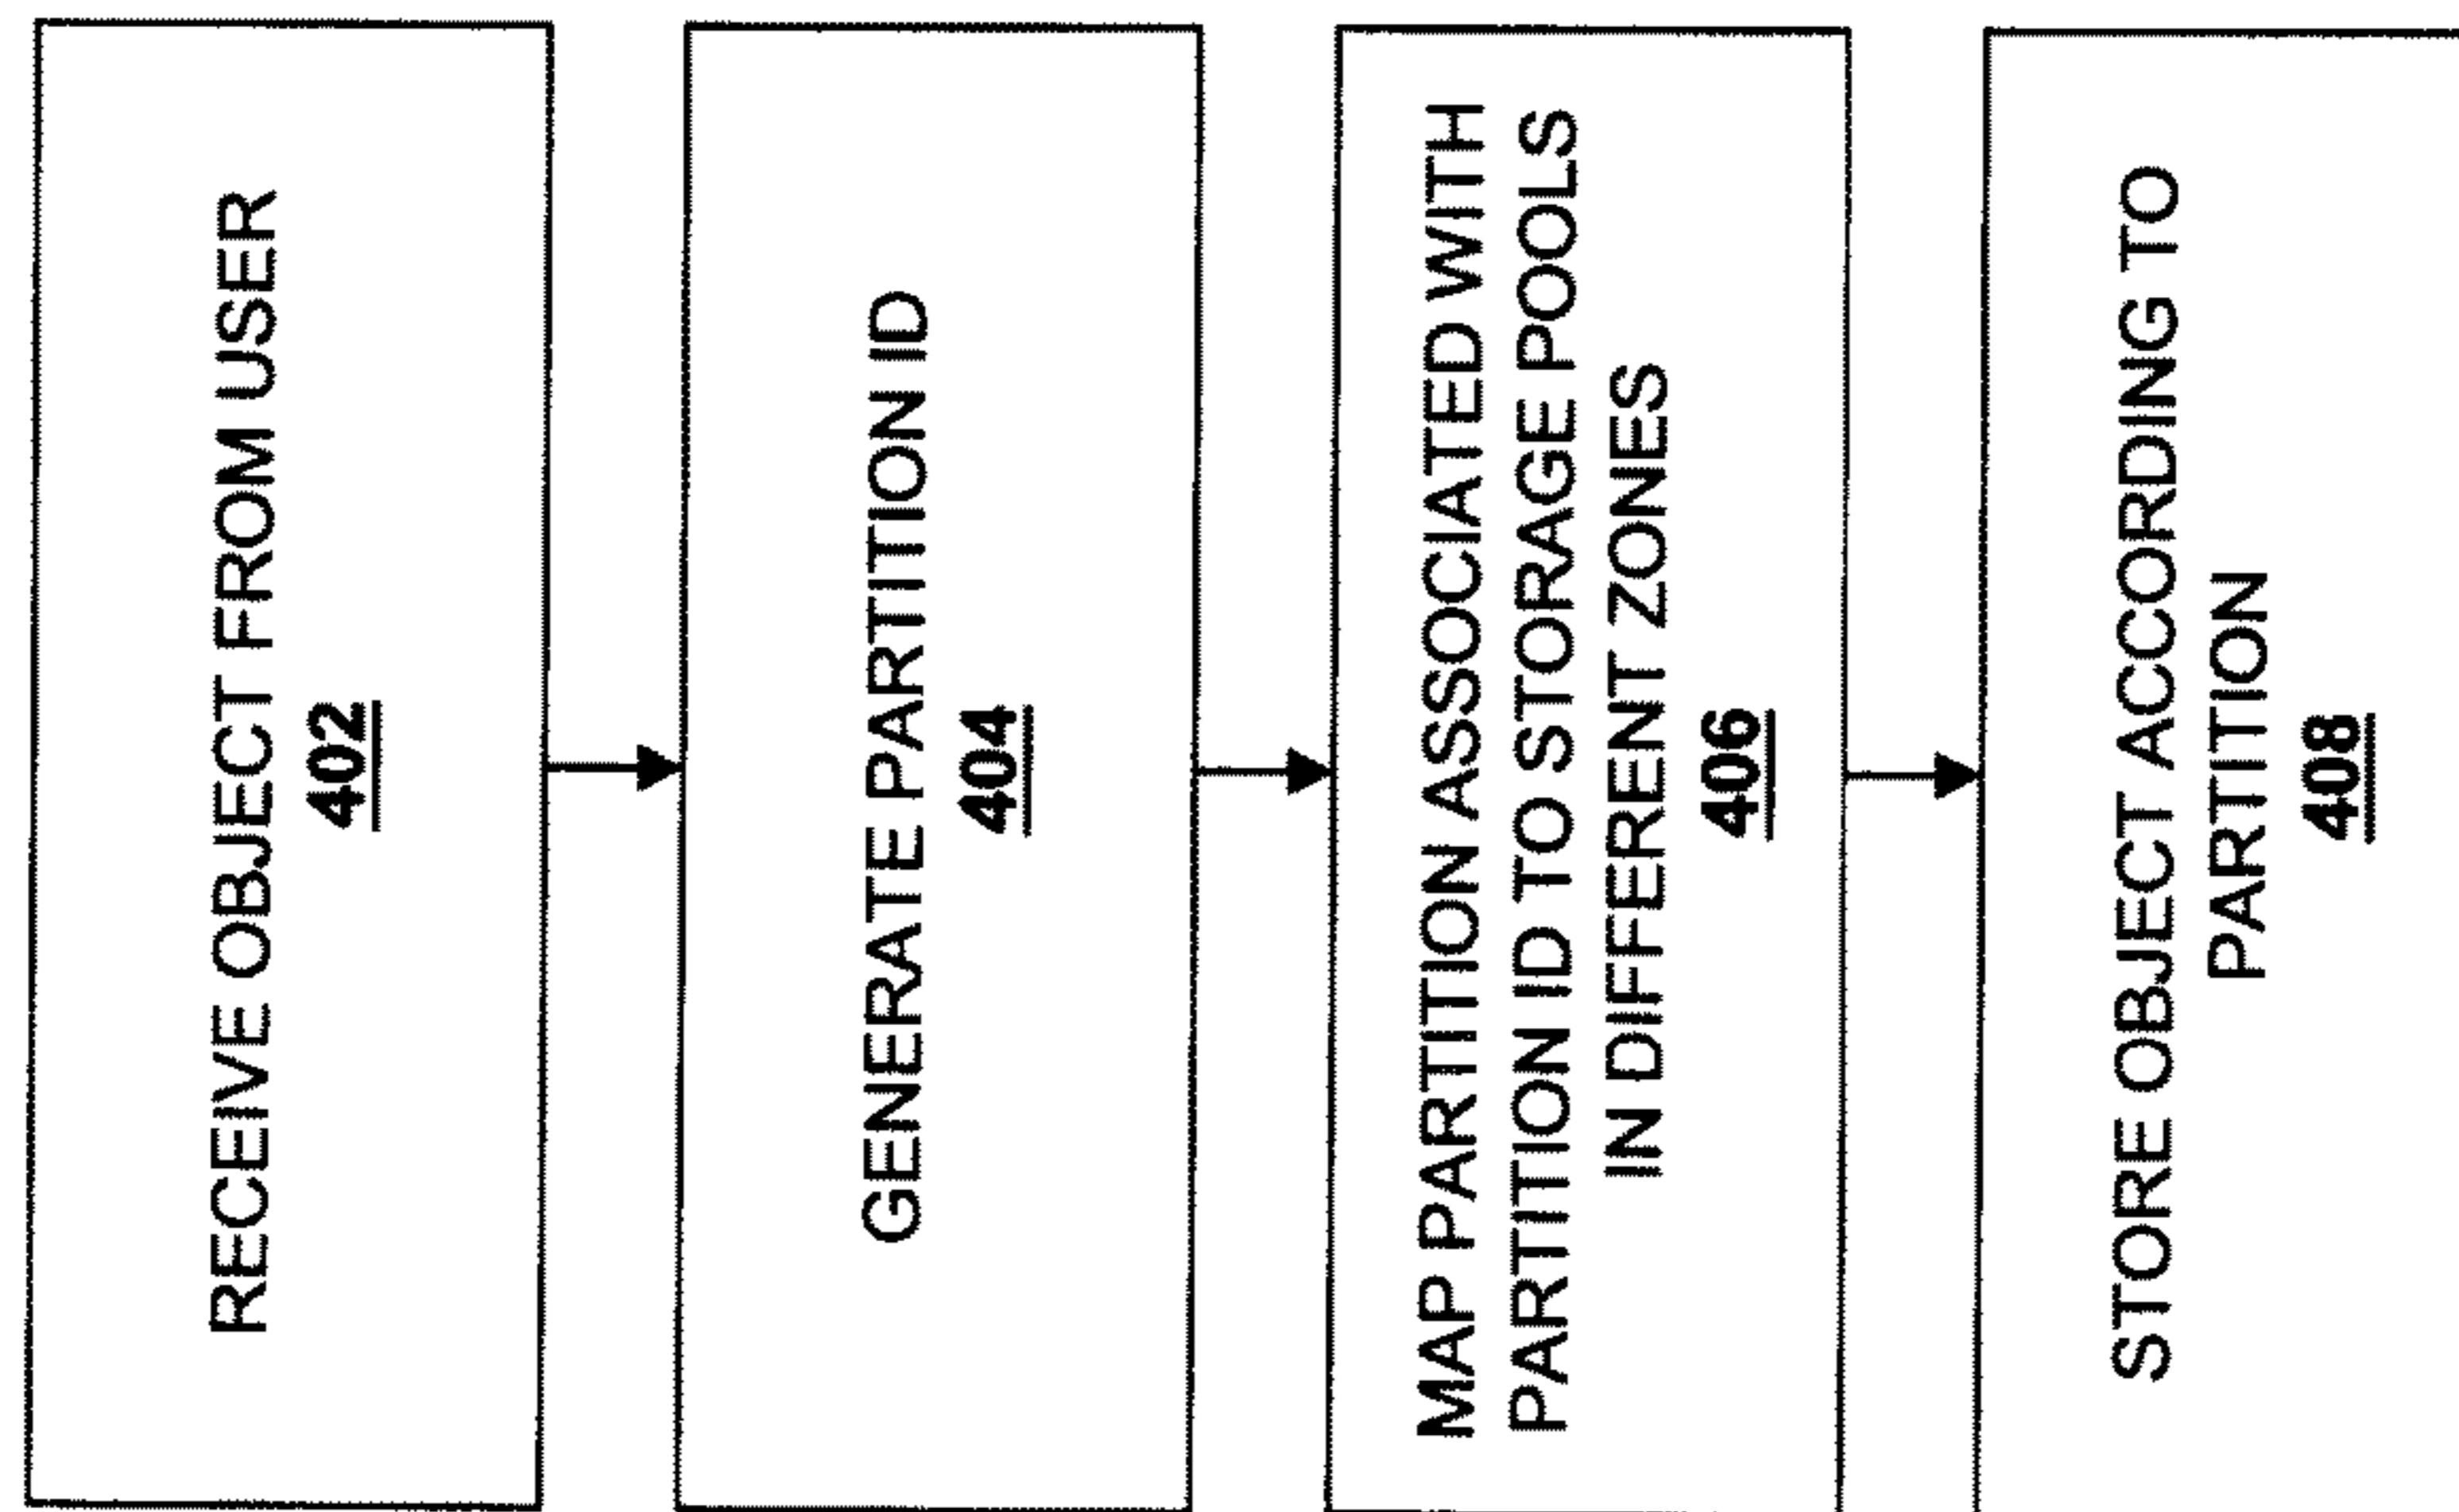 RECEIVE OBJECT FROM USER
402
GENERATE PARTITION ID
404
MAP PARTITION ASSOCIATED WITH
PARTITION ID TO STORAGE POOLS
IN DIFFERENT ZONES
406
STORE OBJECT ACCORDING TO
PARTITION
408